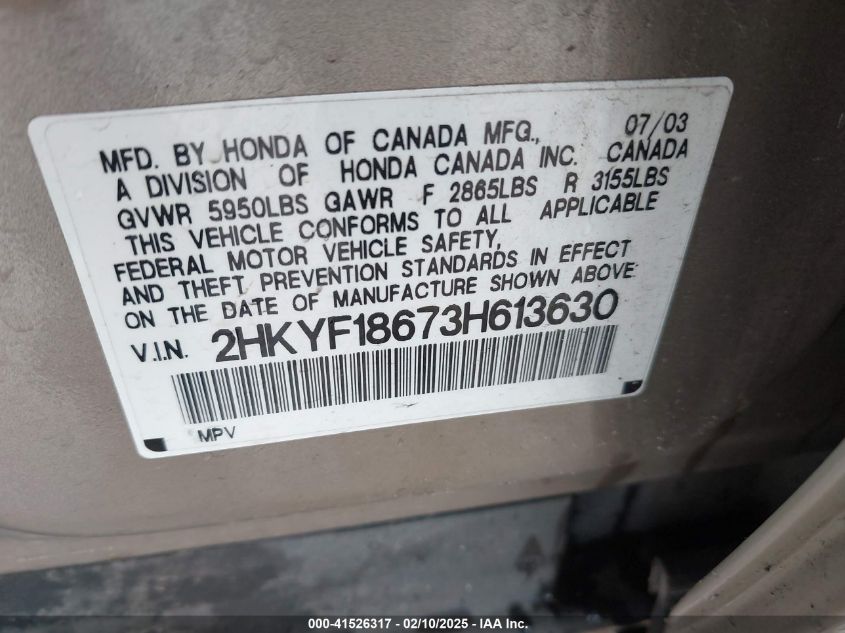 MFD. BY HONDA OF CANADA MFG., 07/03
A DIVISION OF HONDA CANADA INC. CANADA
GVWR 5950LBS GAWR F 2865LBS R 3155LBS
THIS VEHICLE CONFORMS TO ALL APPLICABLE
FEDERAL MOTOR VEHICLE SAFETY,
AND THEFT PREVENTION STANDARDS IN EFFECT
ON THE DATE OF MANUFACTURE SHOWN ABOVE
V.I.N. 2HKYF18673H613630
MPV
000-41526317 — 02/10/2025 — IAA Inc.